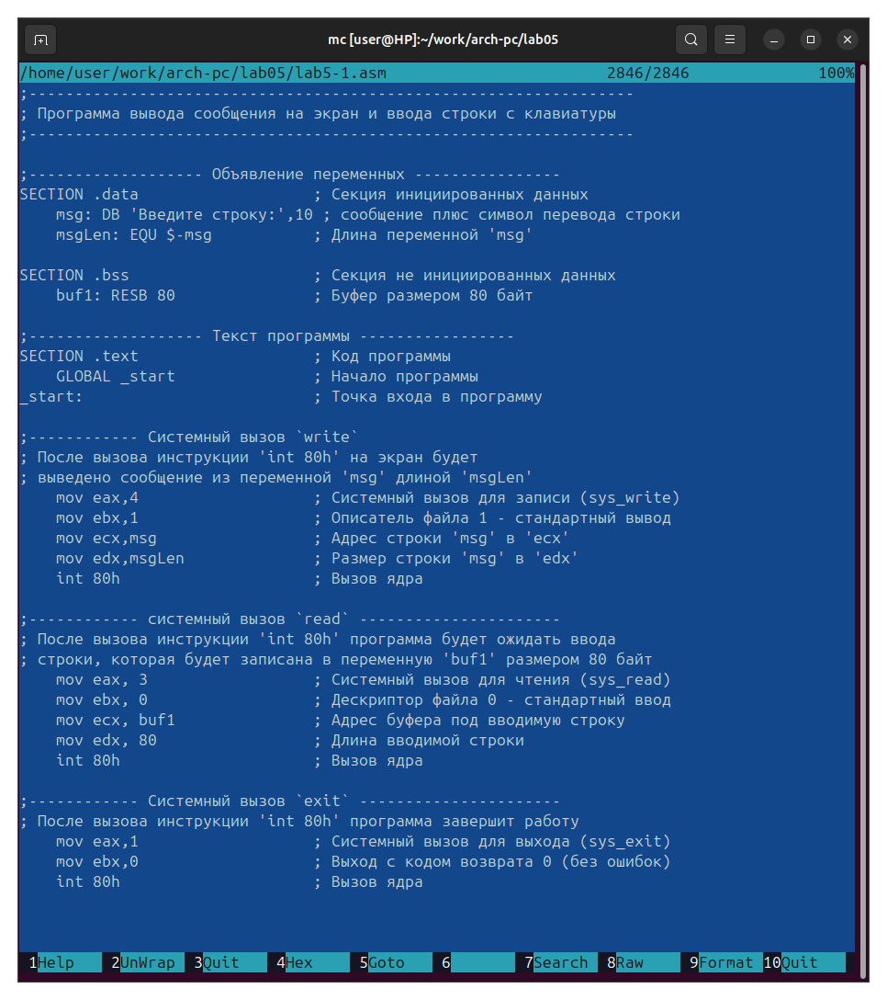 mc [user@HP]:~/work/arch-pc/lab05
/home/user/work/arch-pc/lab05/lab5-1.asm 2846/2846 100%
;------------------------------------------------------------------
; Программа вывода сообщения на экран и ввода строки с клавиатуры
;------------------------------------------------------------------
;------------------- Объявление переменных ----------------
SECTION .data ; Секция инициированных данных
msg: DB 'Введите строку:',10 ; сообщение плюс символ перевода строки
msgLen: EQU $-msg ; Длина переменной 'msg'
SECTION .bss ; Секция не инициированных данных
buf1: RESB 80 ; Буфер размером 80 байт
;------------------- Текст программы -----------------
SECTION .text ; Код программы
GLOBAL _start ; Начало программы
_start: ; Точка входа в программу
;------------ Системный вызов `write`
; После вызова инструкции 'int 80h' на экран будет
; выведено сообщение из переменной 'msg' длиной 'msgLen'
mov eax,4 ; Системный вызов для записи (sys_write)
mov ebx,1 ; Описатель файла 1 - стандартный вывод
mov ecx,msg ; Адрес строки 'msg' в 'ecx'
mov edx,msgLen ; Размер строки 'msg' в 'edx'
int 80h ; Вызов ядра
;------------ системный вызов `read` ----------------------
; После вызова инструкции 'int 80h' программа будет ожидать ввода
; строки, которая будет записана в переменную 'buf1' размером 80 байт
mov eax, 3 ; Системный вызов для чтения (sys_read)
mov ebx, 0 ; Дескриптор файла 0 - стандартный ввод
mov ecx, buf1 ; Адрес буфера под вводимую строку
mov edx, 80 ; Длина вводимой строки
int 80h ; Вызов ядра
;------------ Системный вызов `exit` ----------------------
; После вызова инструкции 'int 80h' программа завершит работу
mov eax,1 ; Системный вызов для выхода (sys_exit)
mov ebx,0 ; Выход с кодом возврата 0 (без ошибок)
int 80h ; Вызов ядра
1Help 2UnWrap 3Quit 4Hex 5Goto 6 7Search 8Raw 9Format 10Quit